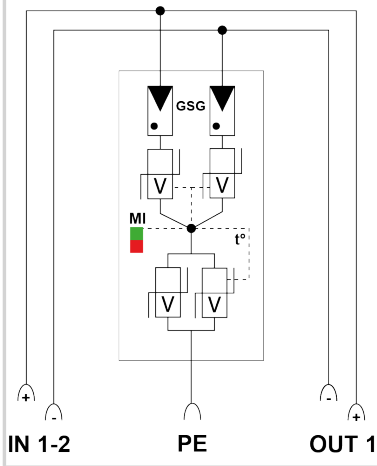 GSG
V V
MI
t°
V V
+ - - +
IN 1-2 PE OUT 1